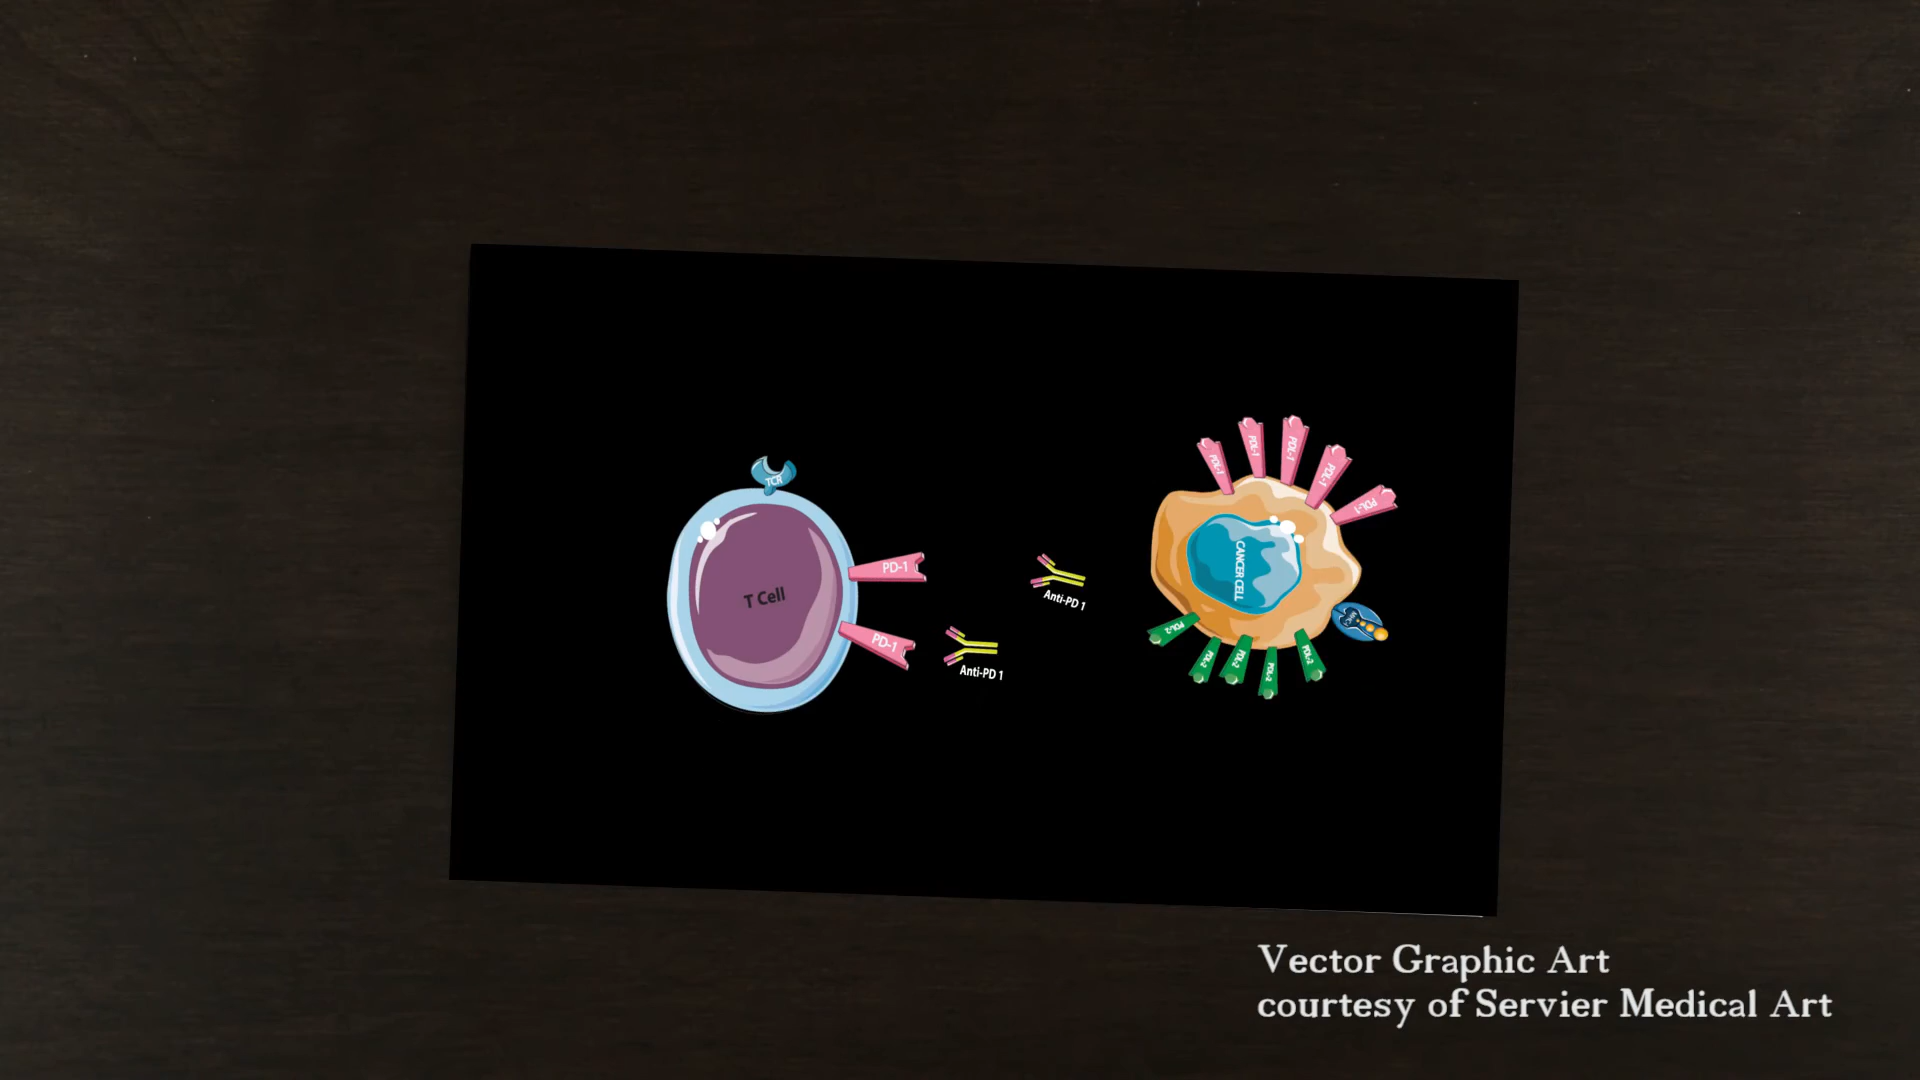 TCR
T Cell
PD-1
PD-1
Anti-PD 1
Anti-PD 1
PDL-1
PDL-1
PDL-1
PDL-1
PDL-1
CANCER CELL
PDL-2
PDL-2
PDL-2
PDL-2
PDL-2
Vector Graphic Art
courtesy of Servier Medical Art